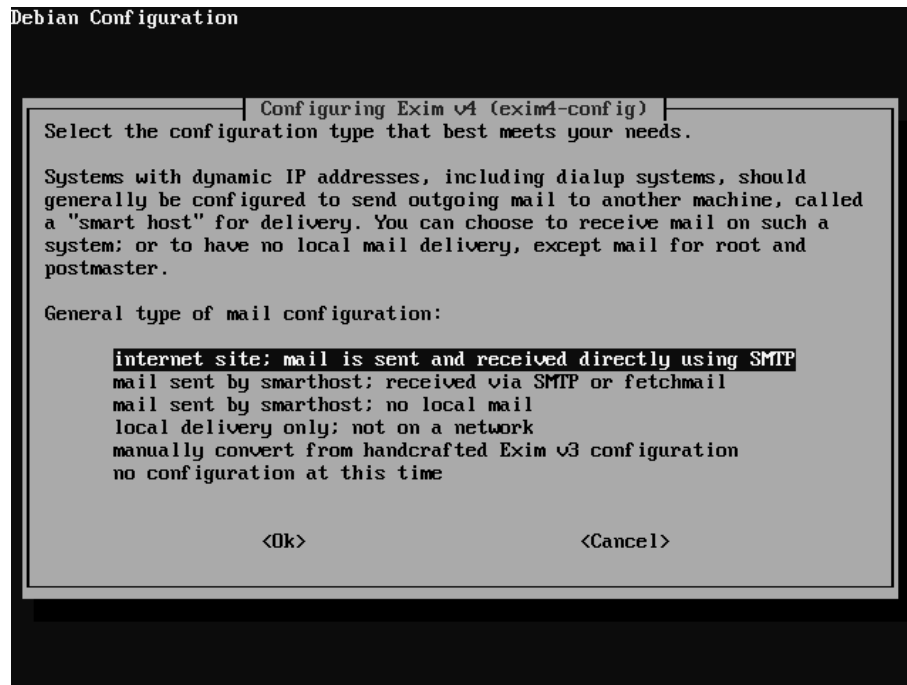 Debian Configuration
Configuring Exim v4 (exim4-config)
Select the configuration type that best meets your needs.
Systems with dynamic IP addresses, including dialup systems, should
generally be configured to send outgoing mail to another machine, called
a "smart host" for delivery. You can choose to receive mail on such a
system; or to have no local mail delivery, except mail for root and
postmaster.
General type of mail configuration:
internet site; mail is sent and received directly using SMTP
mail sent by smarthost; received via SMTP or fetchmail
mail sent by smarthost; no local mail
local delivery only; not on a network
manually convert from handcrafted Exim v3 configuration
no configuration at this time
<Ok> <Cancel>